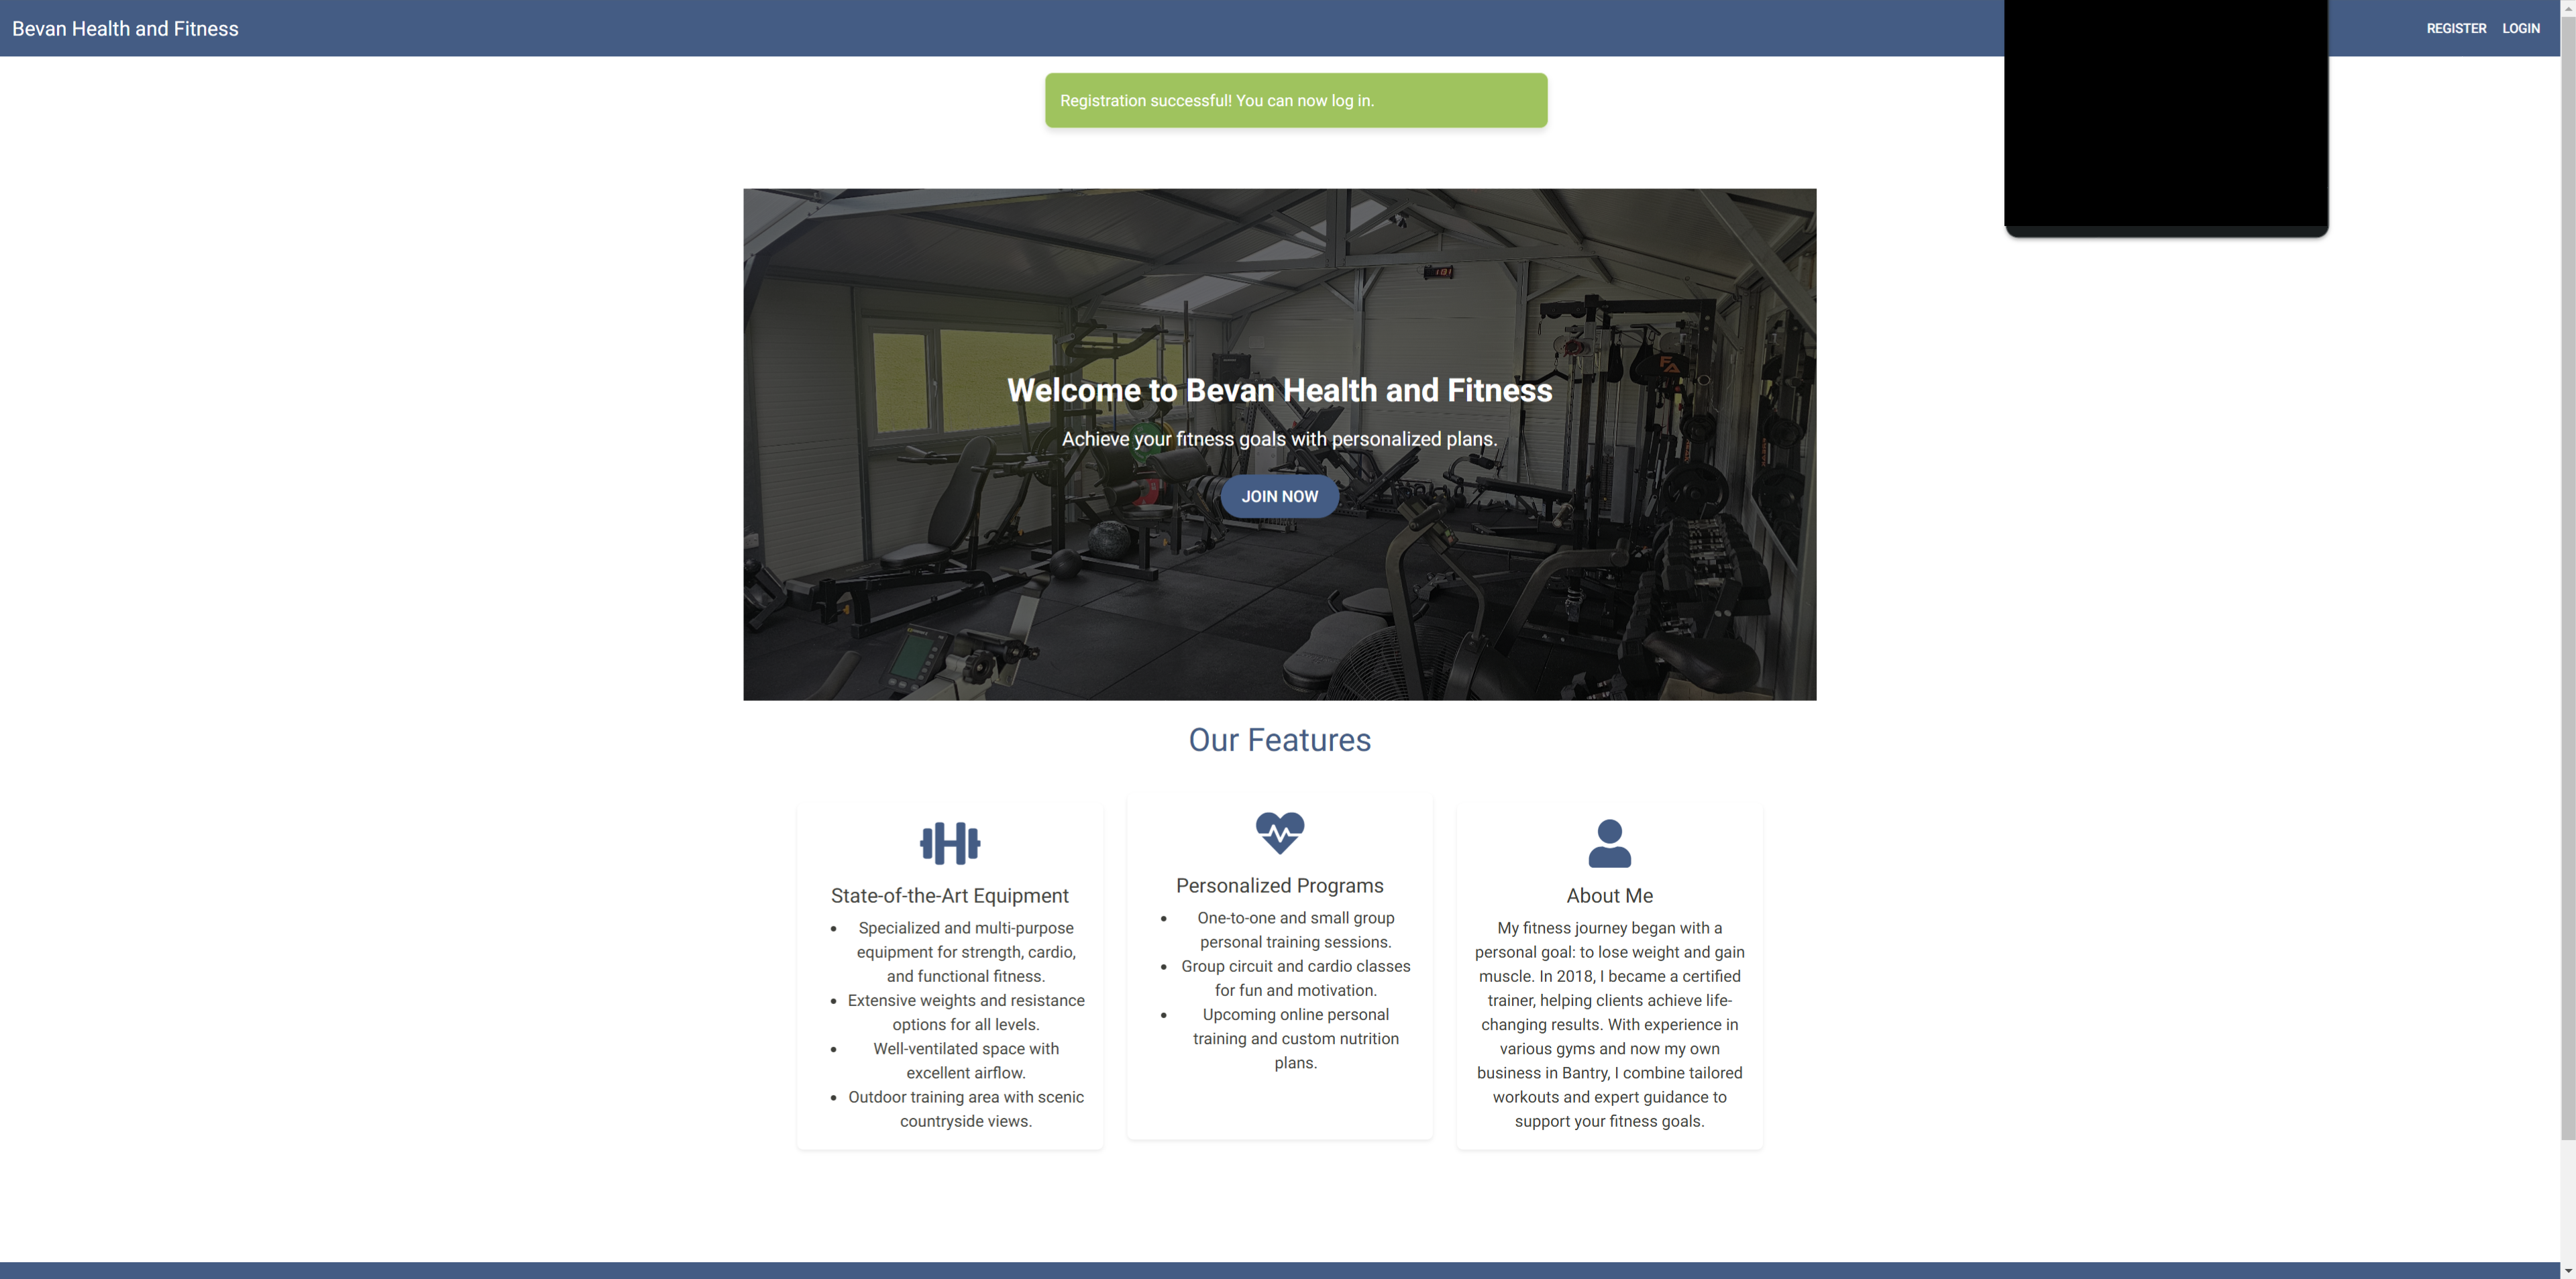 Bevan Health and Fitness
REGISTER LOGIN
Registration successful! You can now log in.
Welcome to Bevan Health and Fitness
Achieve your fitness goals with personalized plans.
JOIN NOW
Our Features
State-of-the-Art Equipment
Specialized and multi-purpose
equipment for strength, cardio,
and functional fitness.
Extensive weights and resistance
options for all levels.
Well-ventilated space with
excellent airflow.
Outdoor training area with scenic
countryside views.
Personalized Programs
One-to-one and small group
personal training sessions.
Group circuit and cardio classes
for fun and motivation.
Upcoming online personal
training and custom nutrition
plans.
About Me
My fitness journey began with a
personal goal: to lose weight and gain
muscle. In 2018, I became a certified
trainer, helping clients achieve life-
changing results. With experience in
various gyms and now my own
business in Bantry, I combine tailored
workouts and expert guidance to
support your fitness goals.